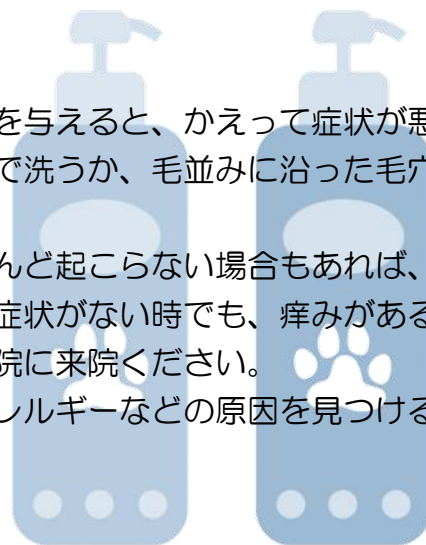 を与えると、かえって症状が悪
で洗うか、毛並みに沿った毛穴
んど起こらない場合もあれば、
症状がない時でも、痒みがある
院に来院ください。
レルギーなどの原因を見つける